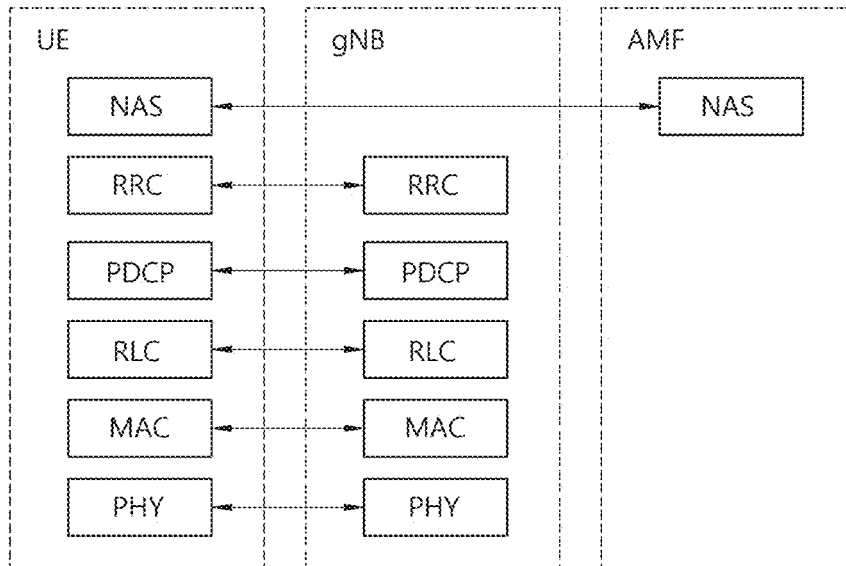 UE
gNB
AMF
NAS
NAS
RRC
RRC
PDCP
PDCP
RLC
RLC
MAC
MAC
PHY
PHY